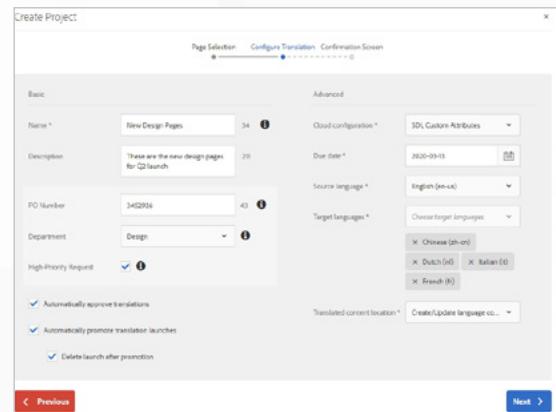 Create Project
×
Page Selection Configure Translation Confirmation Screen
Basic
Name * New Design Pages 34
Description These are the new design pages
for Q2 launch
PO Number 3452936 43
Department Design
High-Priority Request
Automatically approve translations
Automatically promote translation launches
Delete launch after promotion
Advanced
Cloud configuration * SDL Custom Attributes
Due date * 2020-03-13
Source language * English (en-us)
Target languages * Choose target languages
× Chinese (zh-cn)
× Dutch (nl) × Italian (it)
× French (fr)
Translated content location * Create/Update language co...
Previous
Next